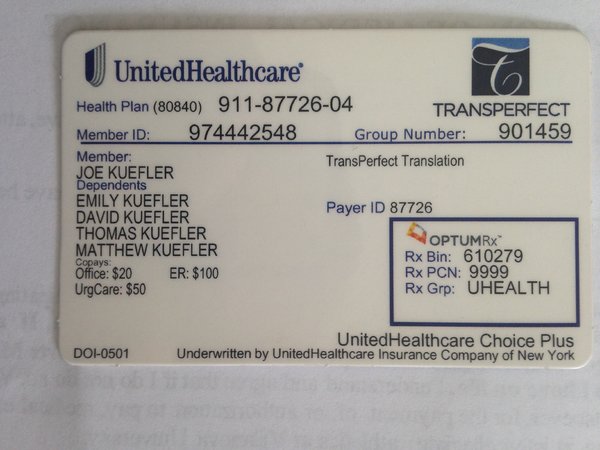 UnitedHealthcare®
TRANSPERFECT
Health Plan (80840) 911-87726-04
Member ID: 974442548 Group Number: 901459
Member:
JOE KUEFLER
Dependents
EMILY KUEFLER
DAVID KUEFLER
THOMAS KUEFLER
MATTHEW KUEFLER
Copays:
Office: $20 ER: $100
UrgCare: $50
TransPerfect Translation
Payer ID 87726
OPTUMRx™
Rx Bin: 610279
Rx PCN: 9999
Rx Grp: UHEALTH
UnitedHealthcare Choice Plus
DOI-0501 Underwritten by UnitedHealthcare Insurance Company of New York